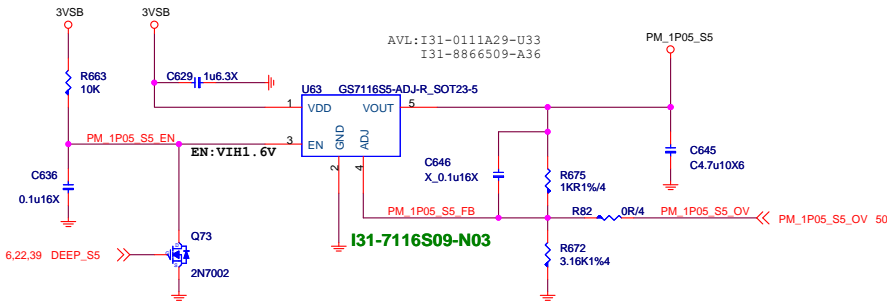 3VSB
3VSB
AVL:I31-0111A29-U33
I31-8866509-A36
PM_1P05_S5
R663
10K
C629
1u6.3X
U63
GS7116S5-ADJ-R_SOT23-5
1
VDD
VOUT
5
PM_1P05_S5_EN
3
EN
GND
ADJ
EN:VIH1.6V
2
4
C636
0.1u16X
C646
X_0.1u16X
R675
1KR1%/4
C645
C4.7u10X6
PM_1P05_S5_FB
R82
0R/4
PM_1P05_S5_OV
PM_1P05_S5_OV 50
I31-7116S09-N03
Q73
6,22,39 DEEP_S5
2N7002
R672
3.16K1%4